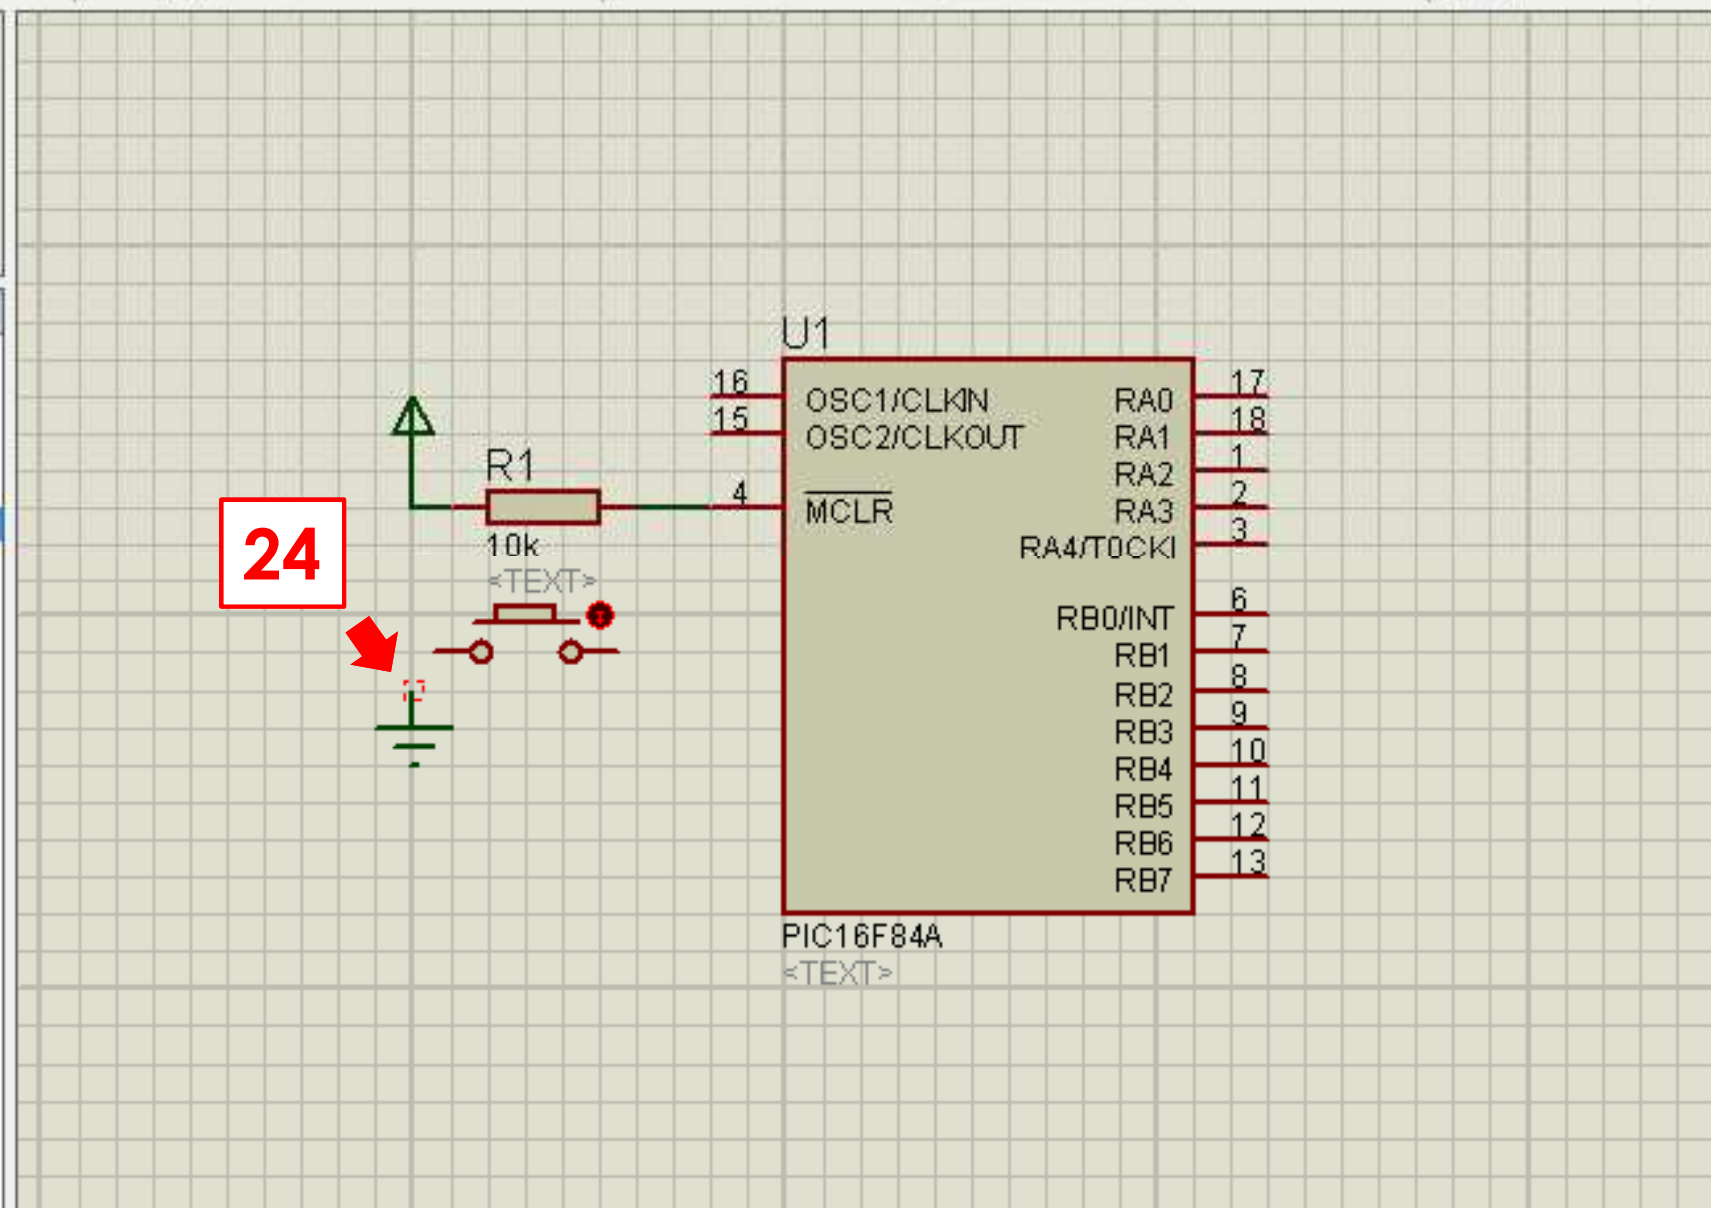 U1
16
OSC1/CLKIN
RA0
17
15
OSC2/CLKOUT
RA1
18
RA2
1
R1
4
MCLR
RA3
2
10k
RA4/T0CKI
3
24
<TEXT>
RB0/INT
6
RB1
7
RB2
8
RB3
9
RB4
10
RB5
11
RB6
12
RB7
13
PIC16F84A
<TEXT>